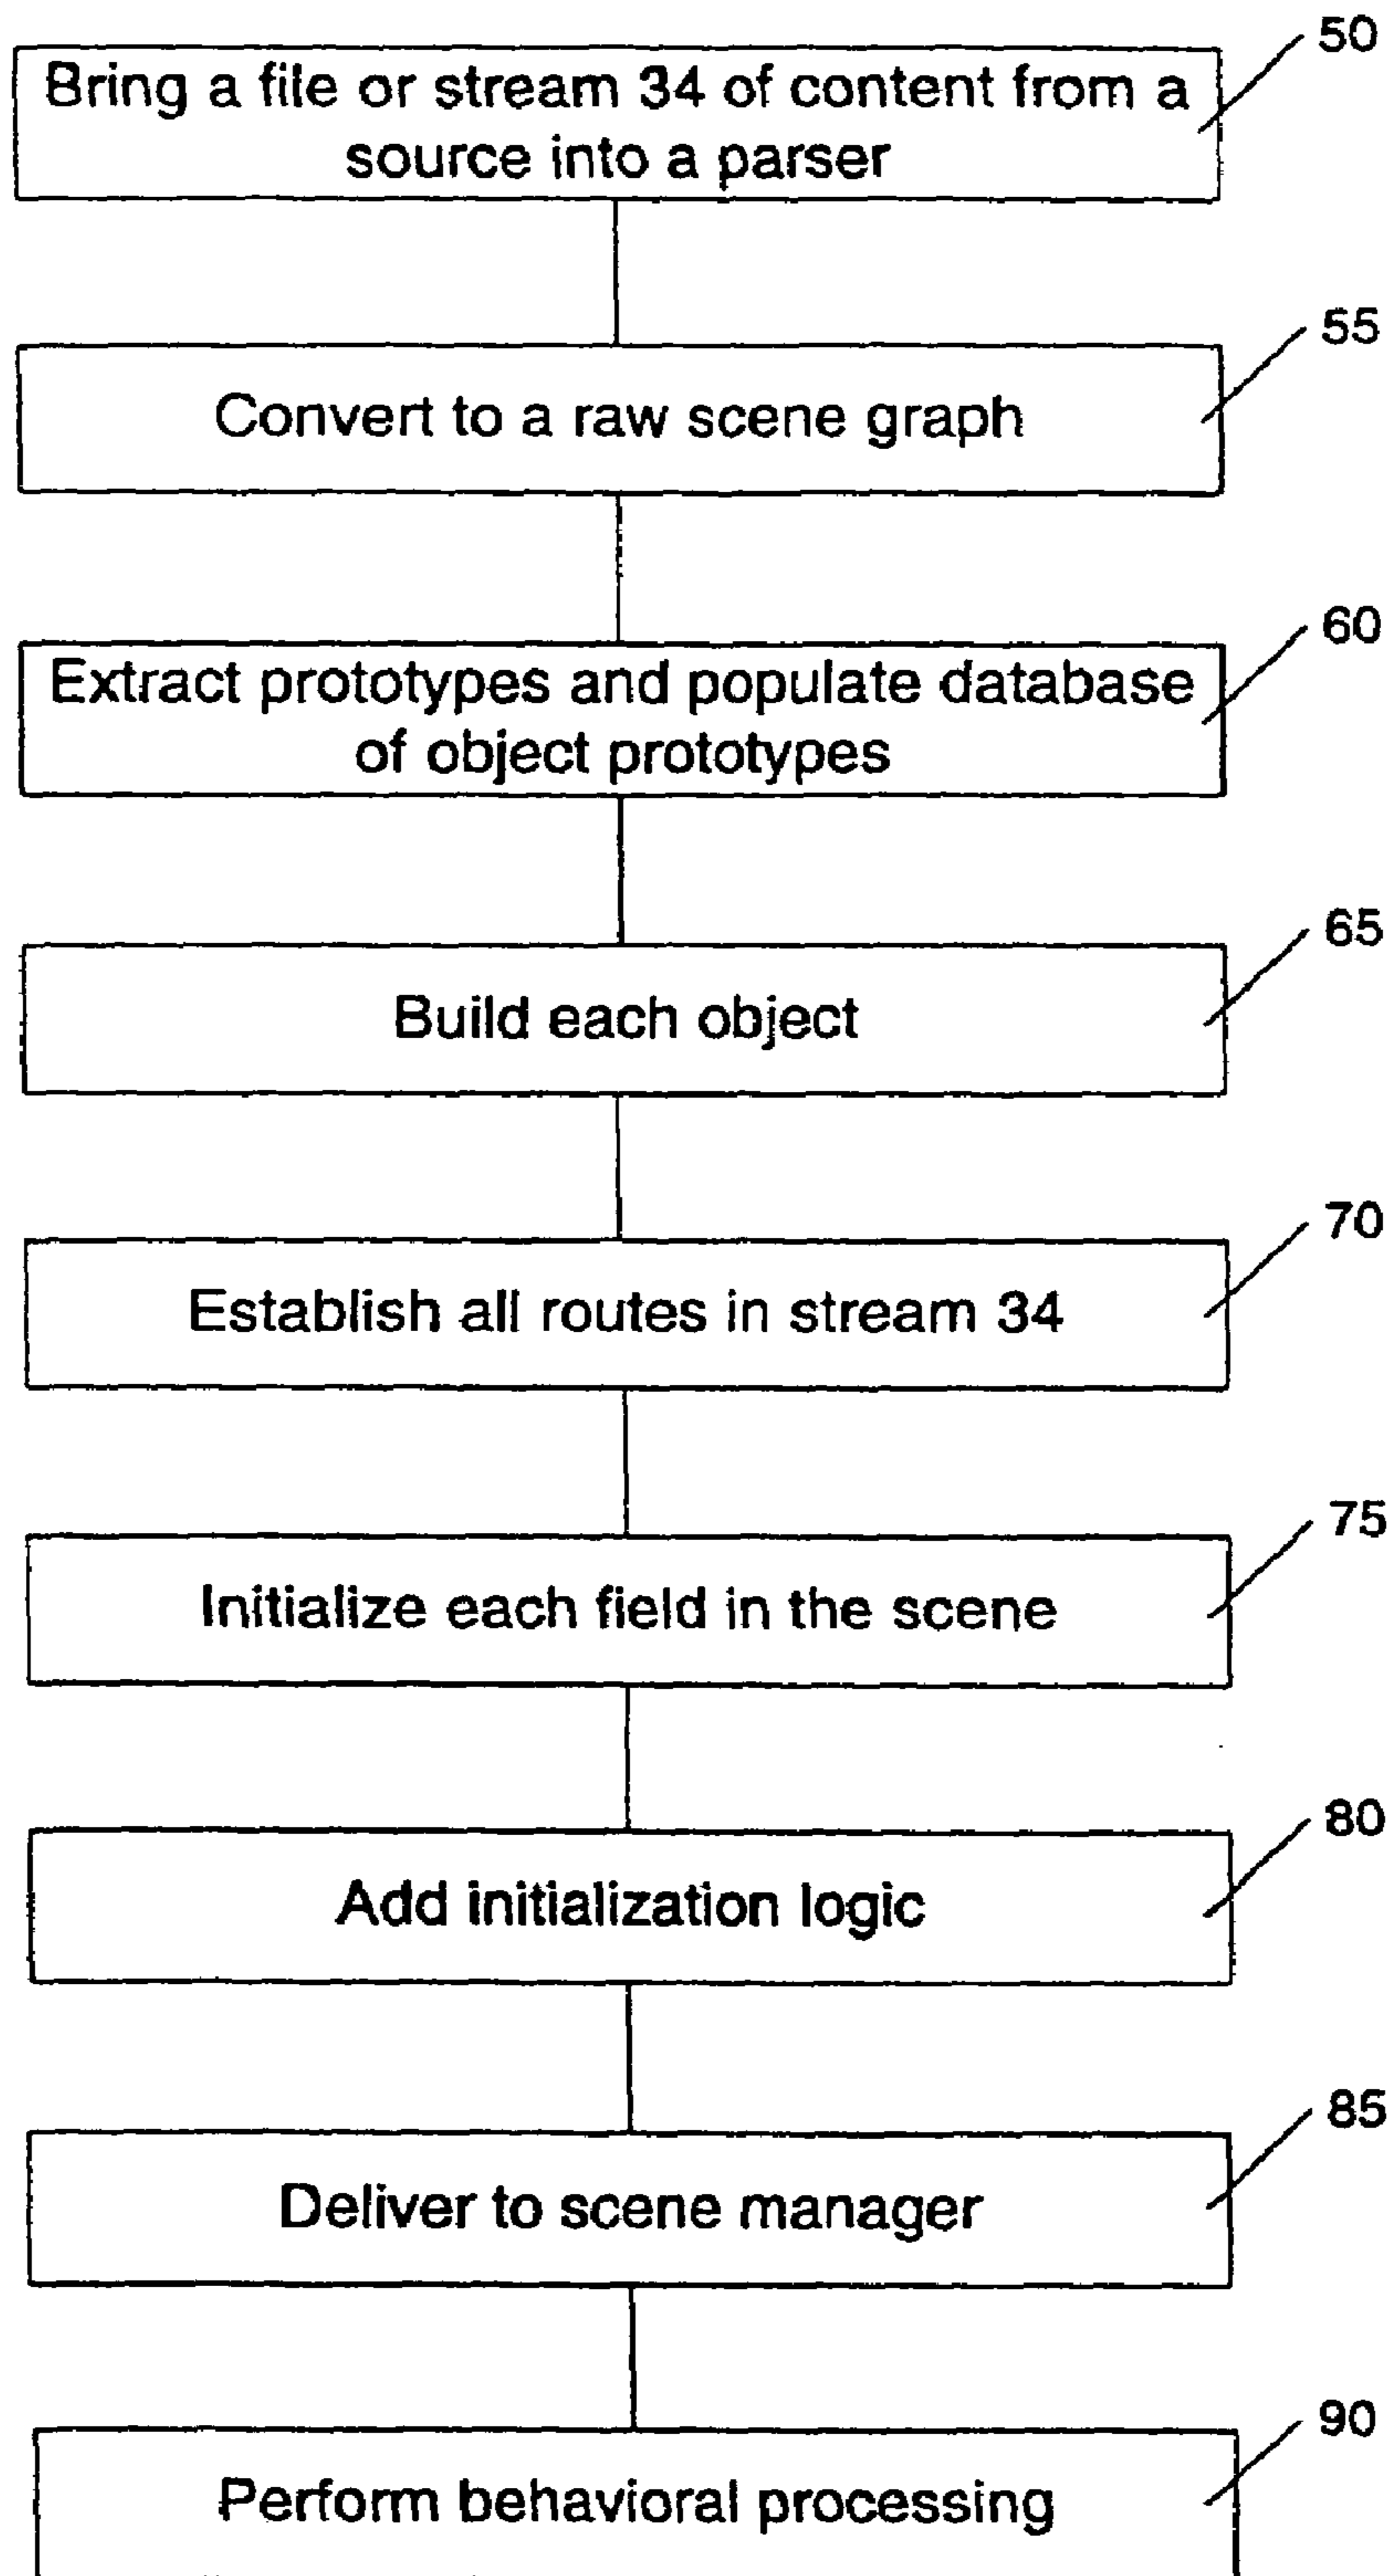 50
Bring a file or stream 34 of content from a
source into a parser
55
Convert to a raw scene graph
60
Extract prototypes and populate database
of object prototypes
65
Build each object
70
Establish all routes in stream 34
75
Initialize each field in the scene
80
Add initialization logic
85
Deliver to scene manager
90
Perform behavioral processing